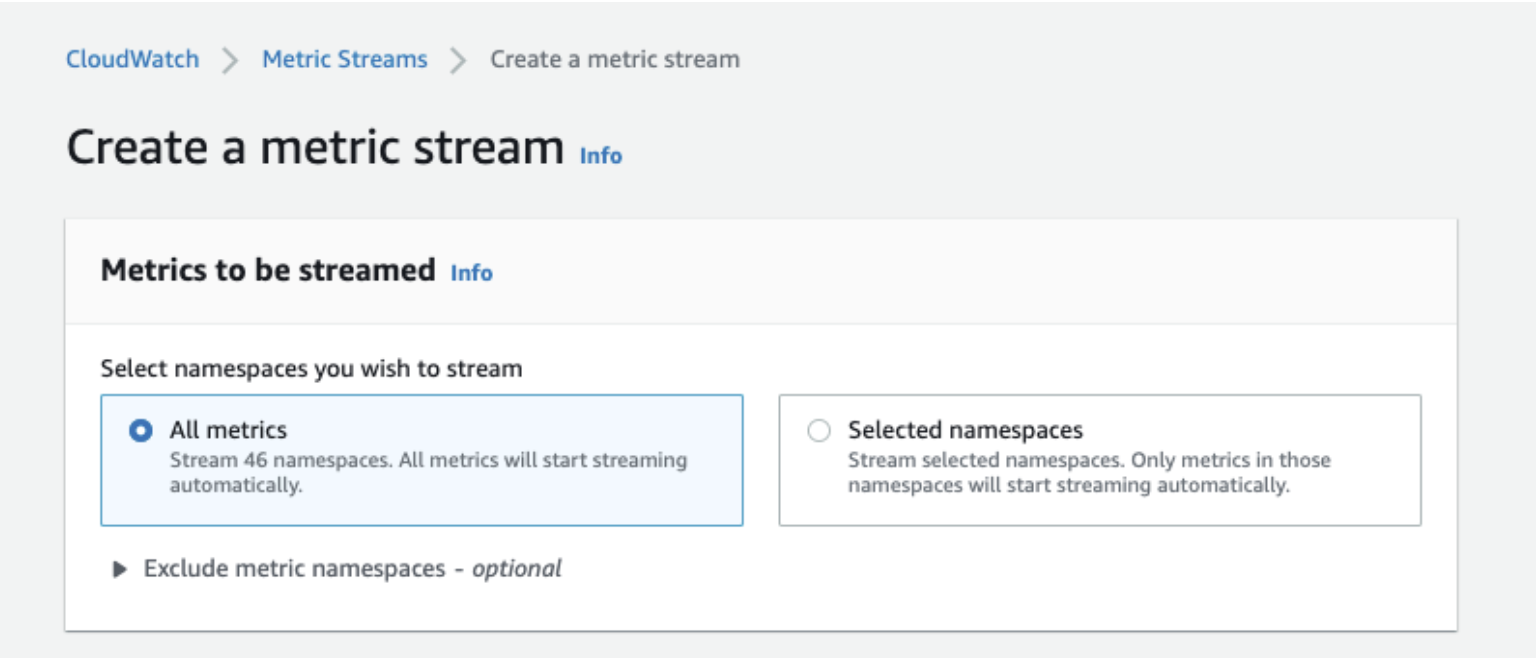 CloudWatch > Metric Streams > Create a metric stream
Create a metric stream Info
Metrics to be streamed Info
Select namespaces you wish to stream
All metrics
Stream 46 namespaces. All metrics will start streaming
automatically.
Selected namespaces
Stream selected namespaces. Only metrics in those
namespaces will start streaming automatically.
Exclude metric namespaces - optional